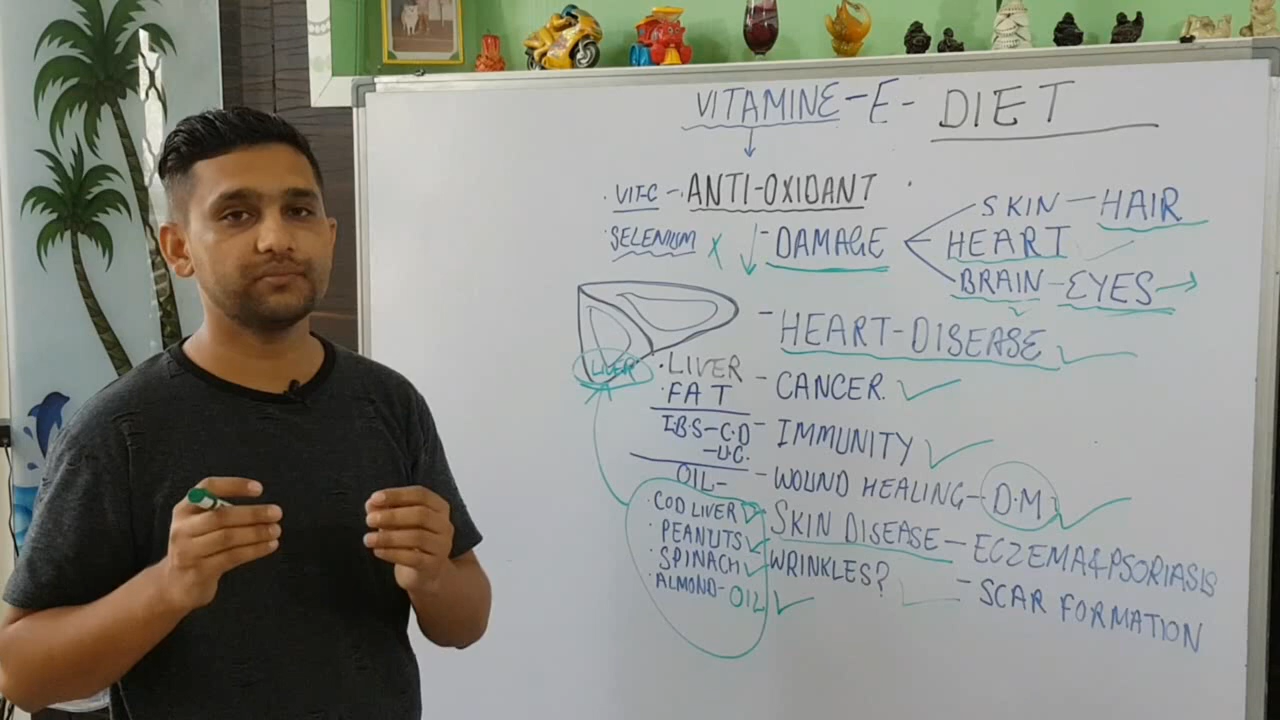 VITAMINE-E- DIET
VIT-C - ANTI-OXIDANT
SELENIUM X ↓ - DAMAGE
SKIN - HAIR
HEART
BRAIN - EYES →
LIVER
- HEART-DISEASE
LIVER
FAT - CANCER.
I.B.S-C.D - IMMUNITY
-U.C.
OIL- - WOUND HEALING - D.M
COD LIVER SKIN DISEASE - ECZEMA & PSORIASIS
PEANUTS
SPINACH WRINKLES?
ALMOND- OIL - SCAR FORMATION